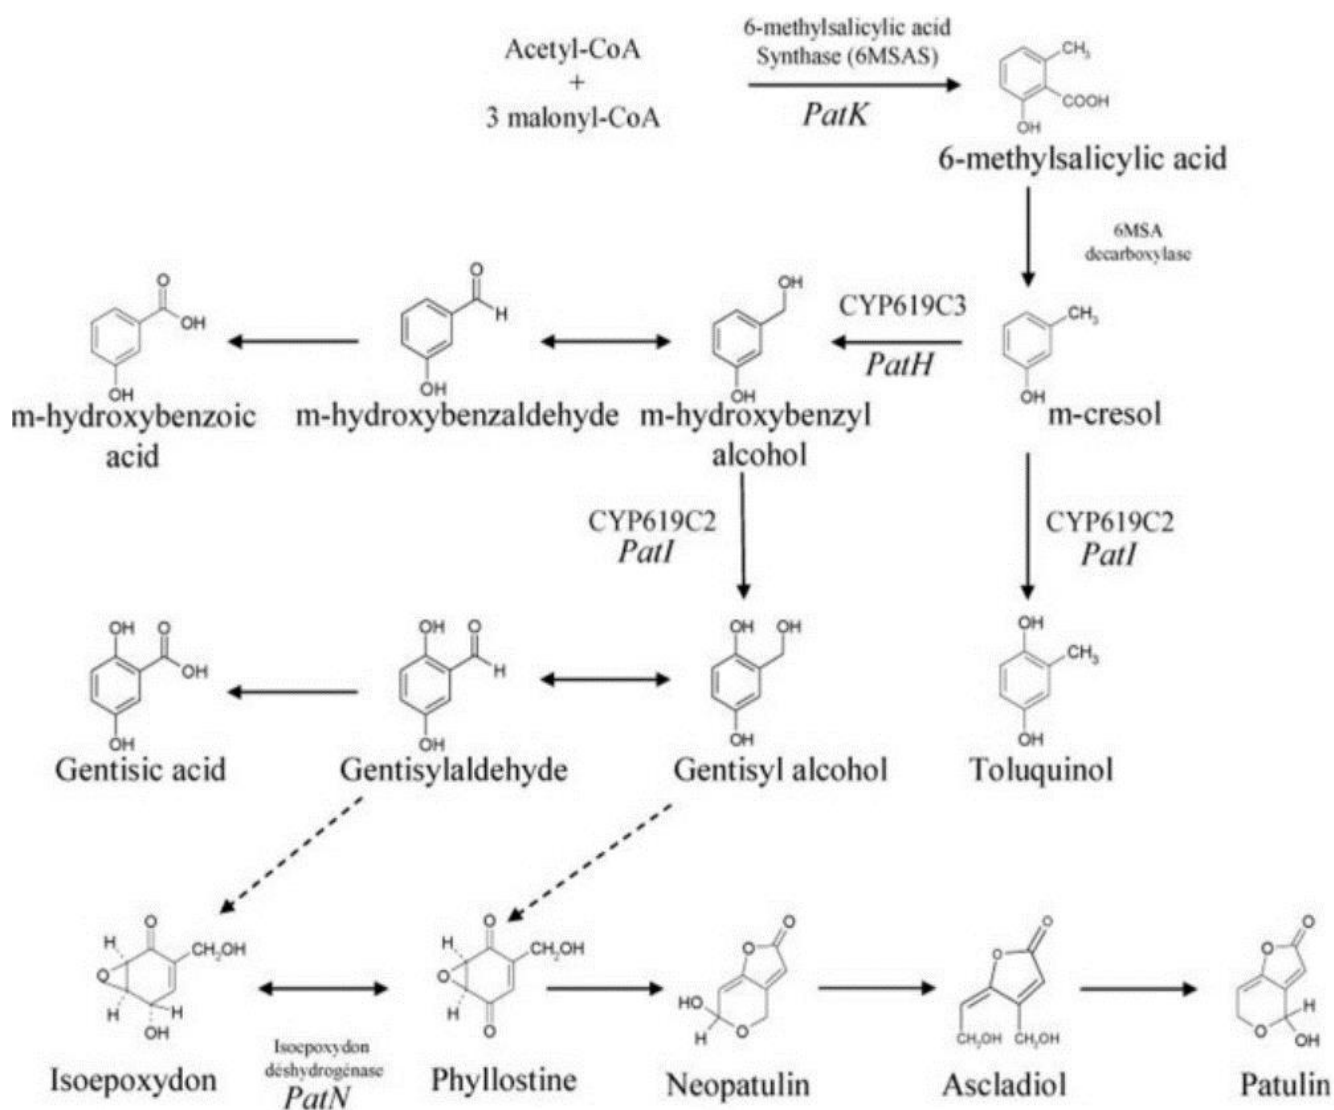 Acetyl-CoA
+
3 malonyl-CoA
6-methylsalicylic acid
Synthase (6MSAS)
PatK
CH3
COOH
OH
6-methylsalicylic acid
6MSA
decarboxylase
O
OH
OH
m-hydroxybenzoic
acid
O
H
OH
m-hydroxybenzaldehyde
OH
OH
m-hydroxybenzyl
alcohol
CYP619C3
PatH
CH3
OH
m-cresol
CYP619C2
PatI
CYP619C2
PatI
OH O
OH
OH
Gentisic acid
OH O
H
OH
Gentisylaldehyde
OH OH
OH
Gentisyl alcohol
OH
CH3
OH
Toluquinol
O
H
CH2OH
O
H
H
OH
Isoepoxydon
Isoepoxydon
déshydrogénase
PatN
O
H
CH2OH
O
H
O
Phyllostine
O
O
HO
H
O
Neopatulin
O
O
CH2OH CH2OH
Ascladiol
O
O
H
O
OH
Patulin